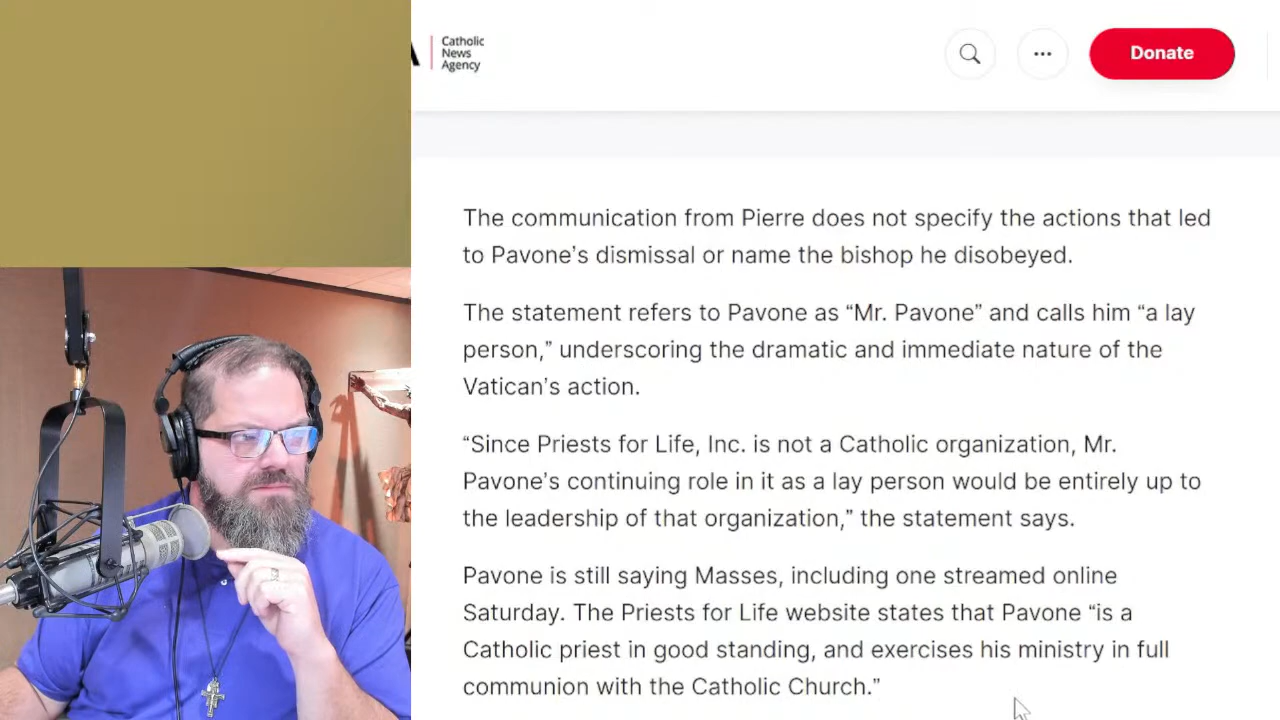 Catholic
News
Agency
Donate
The communication from Pierre does not specify the actions that led
to Pavone’s dismissal or name the bishop he disobeyed.
The statement refers to Pavone as “Mr. Pavone” and calls him “a lay
person,” underscoring the dramatic and immediate nature of the
Vatican’s action.
“Since Priests for Life, Inc. is not a Catholic organization, Mr.
Pavone’s continuing role in it as a lay person would be entirely up to
the leadership of that organization,” the statement says.
Pavone is still saying Masses, including one streamed online
Saturday. The Priests for Life website states that Pavone “is a
Catholic priest in good standing, and exercises his ministry in full
communion with the Catholic Church.”